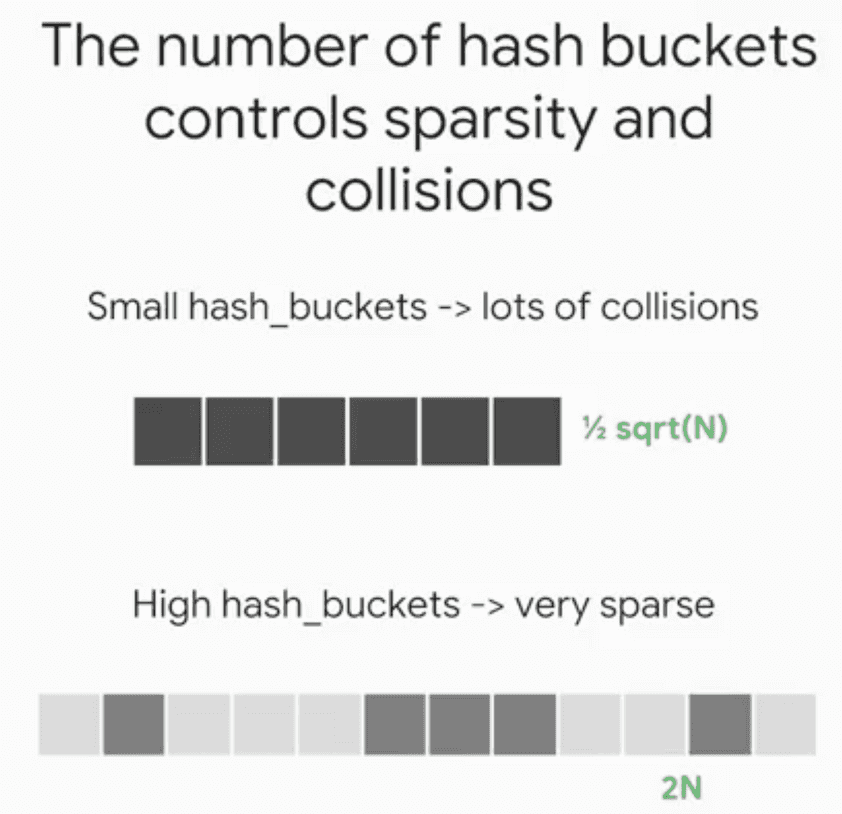 The number of hash buckets
controls sparsity and
collisions
Small hash_buckets -> lots of collisions
½ sqrt(N)
High hash_buckets -> very sparse
2N